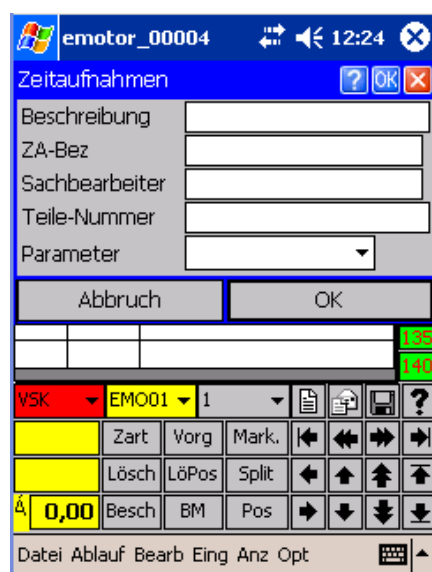 emotor_00004 12:24
Zeitaufnahmen ? OK
Beschreibung
ZA-Bez
Sachbearbeiter
Teile-Nummer
Parameter
Abbruch OK
135
140
VSK EMO01 1 ?
Zart Vorg Mark.
Lösch LöPos Split
Á 0,00 Besch BM Pos
Datei Ablauf Bearb Eing Anz Opt